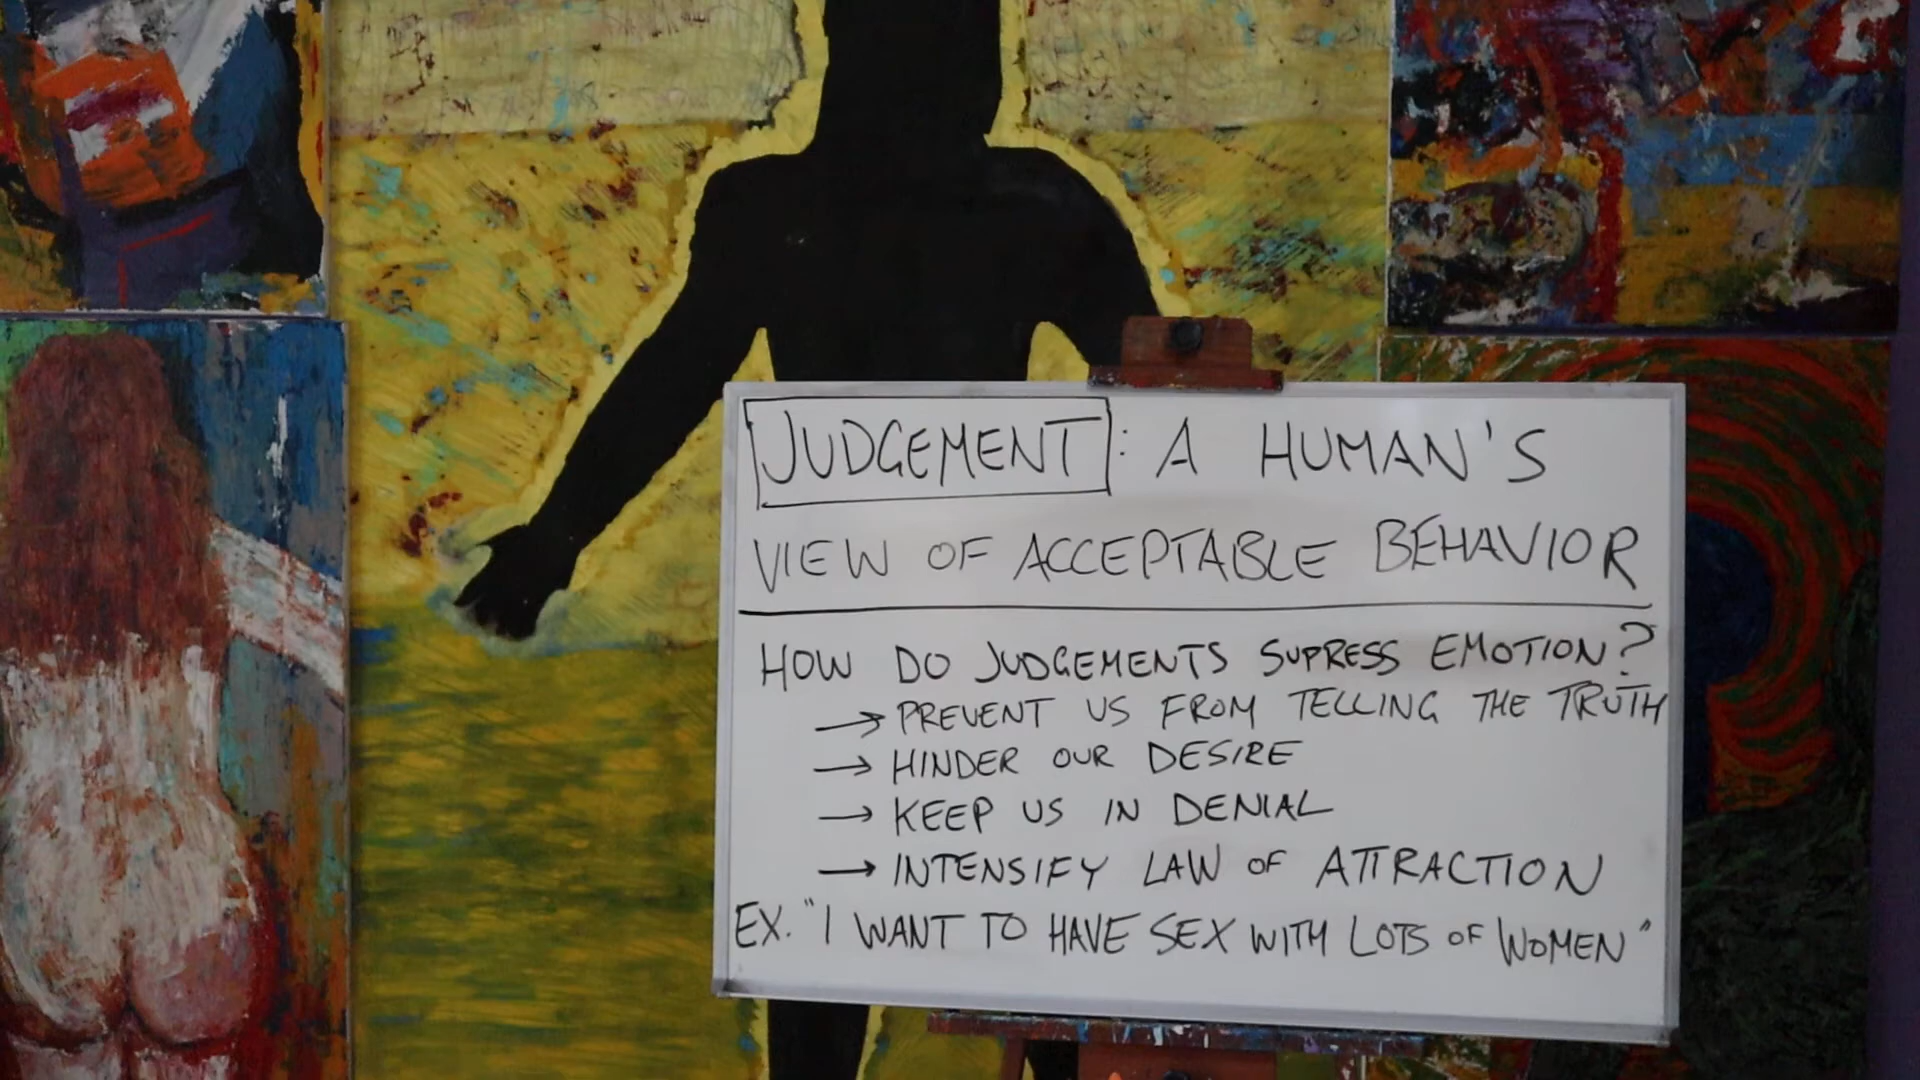 JUDGEMENT: A HUMAN'S
VIEW OF ACCEPTABLE BEHAVIOR
HOW DO JUDGEMENTS SUPRESS EMOTION?
→ PREVENT US FROM TELLING THE TRUTH
→ HINDER OUR DESIRE
→ KEEP US IN DENIAL
→ INTENSIFY LAW OF ATTRACTION
EX. "I WANT TO HAVE SEX WITH LOTS OF WOMEN"